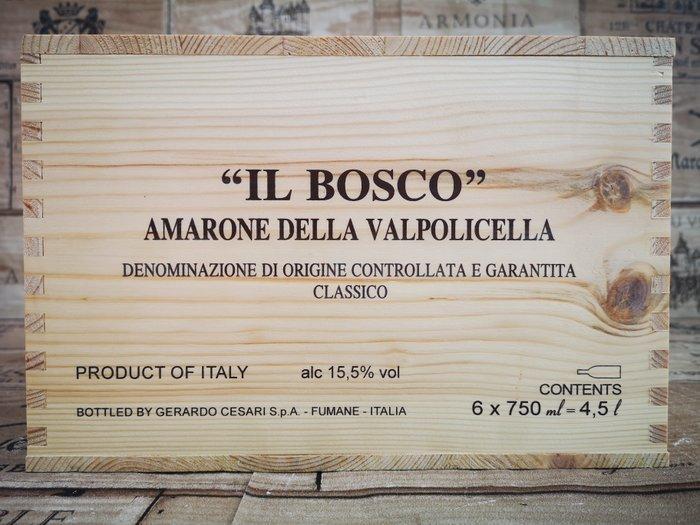 ARMONIA
CHÂTEA
"IL BOSCO"
AMARONE DELLA VALPOLICELLA
DENOMINAZIONE DI ORIGINE CONTROLLATA E GARANTITA
CLASSICO
PRODUCT OF ITALY alc 15,5% vol
CONTENTS
BOTTLED BY GERARDO CESARI S.p.A. - FUMANE - ITALIA 6 x 750 ml = 4,5 l